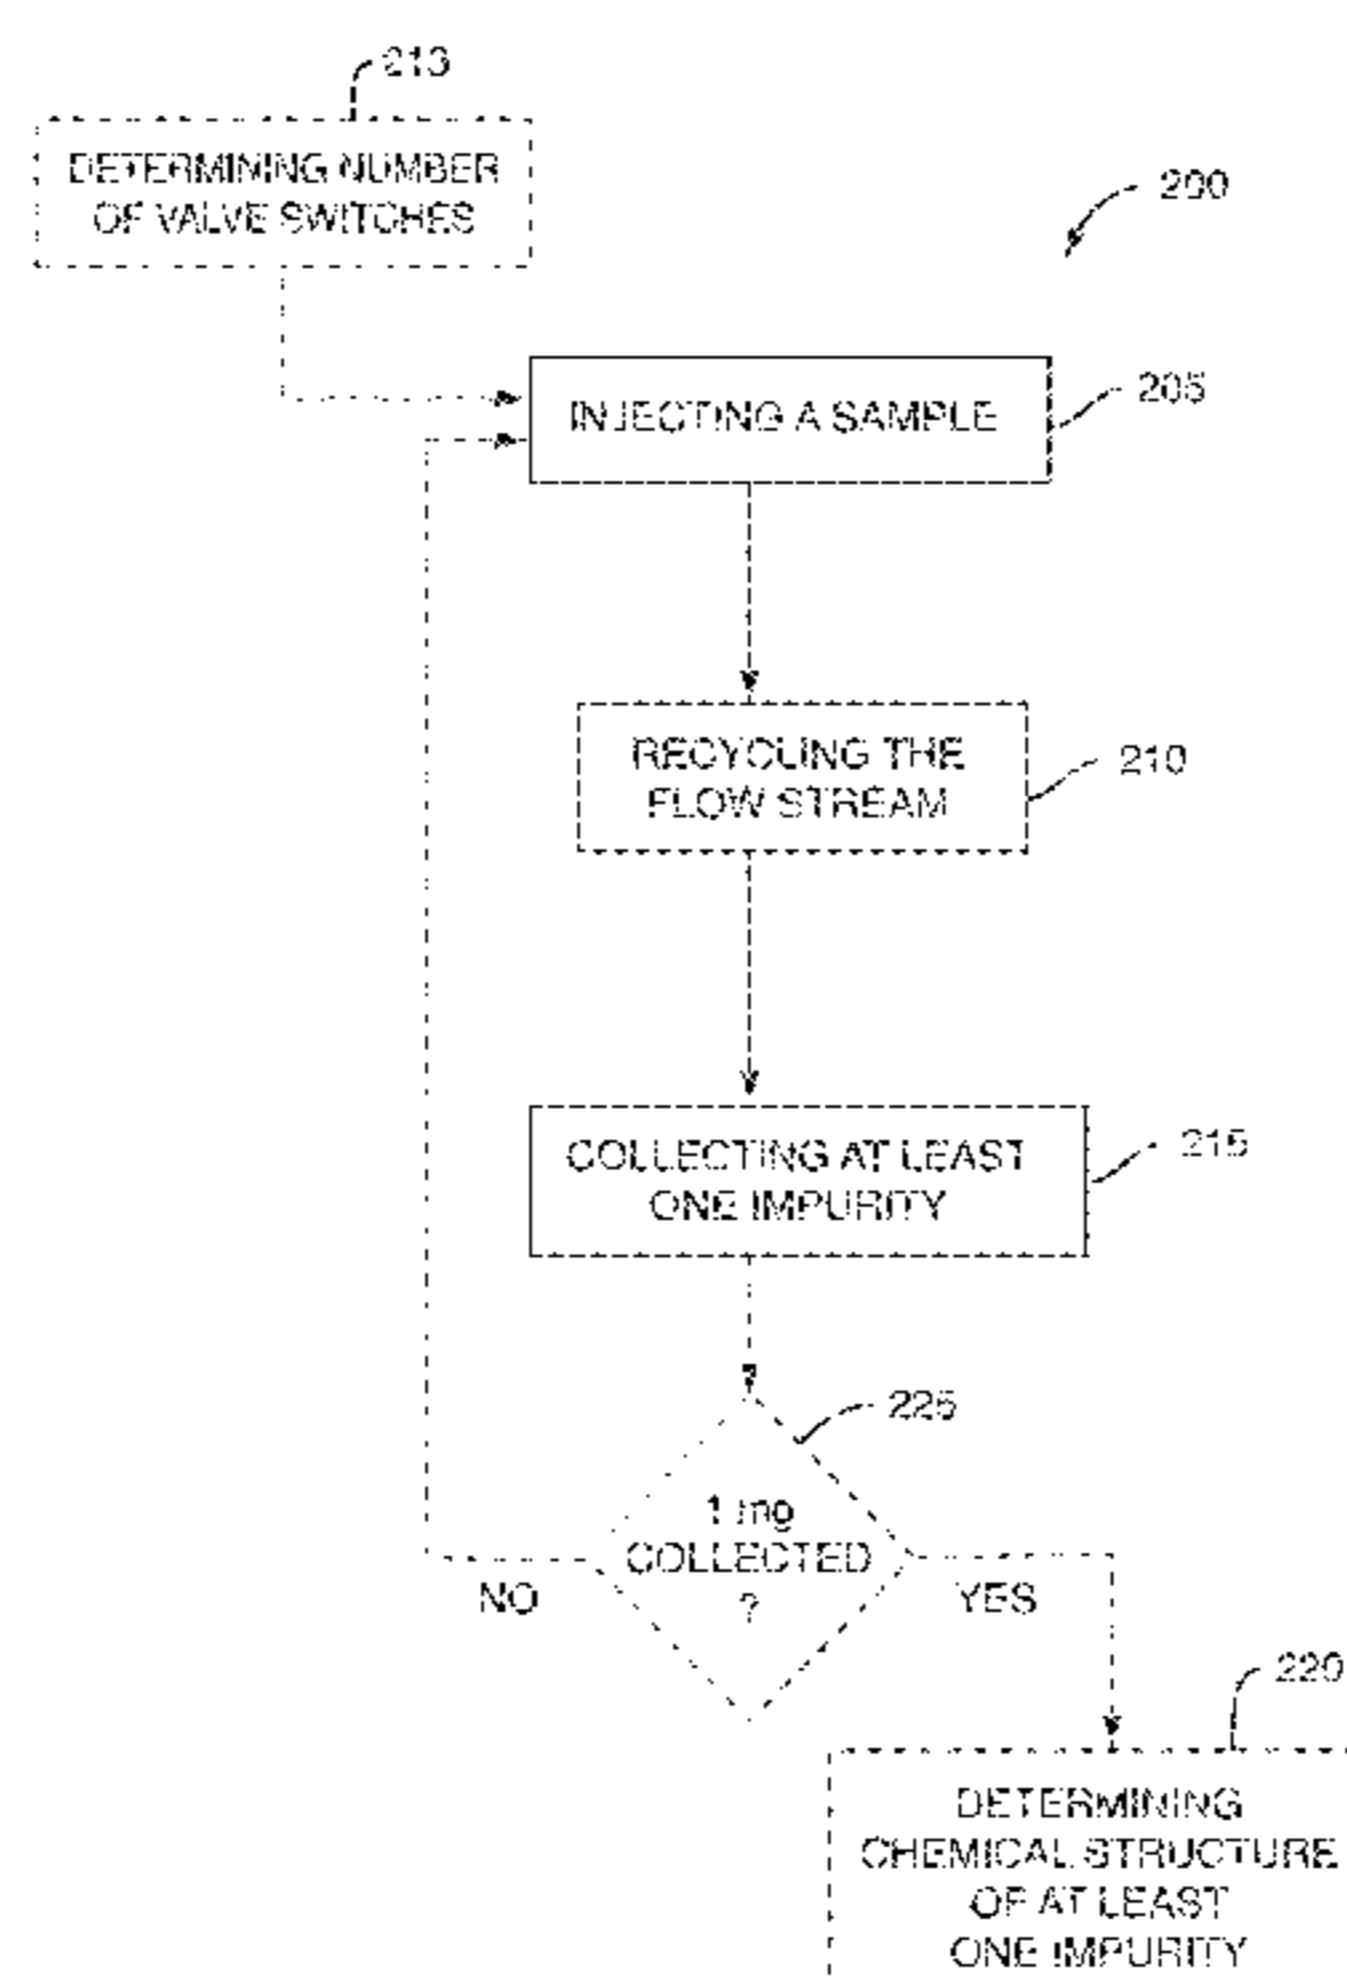 213
DETERMINING NUMBER
OF VALVE SWITCHES
200
INJECTING A SAMPLE
205
RECYCLING THE
FLOW STREAM
210
COLLECTING AT LEAST
ONE IMPURITY
215
225
1 mg
COLLECTED
?
NO
YES
220
DETERMINING
CHEMICAL STRUCTURE
OF AT LEAST
ONE IMPURITY